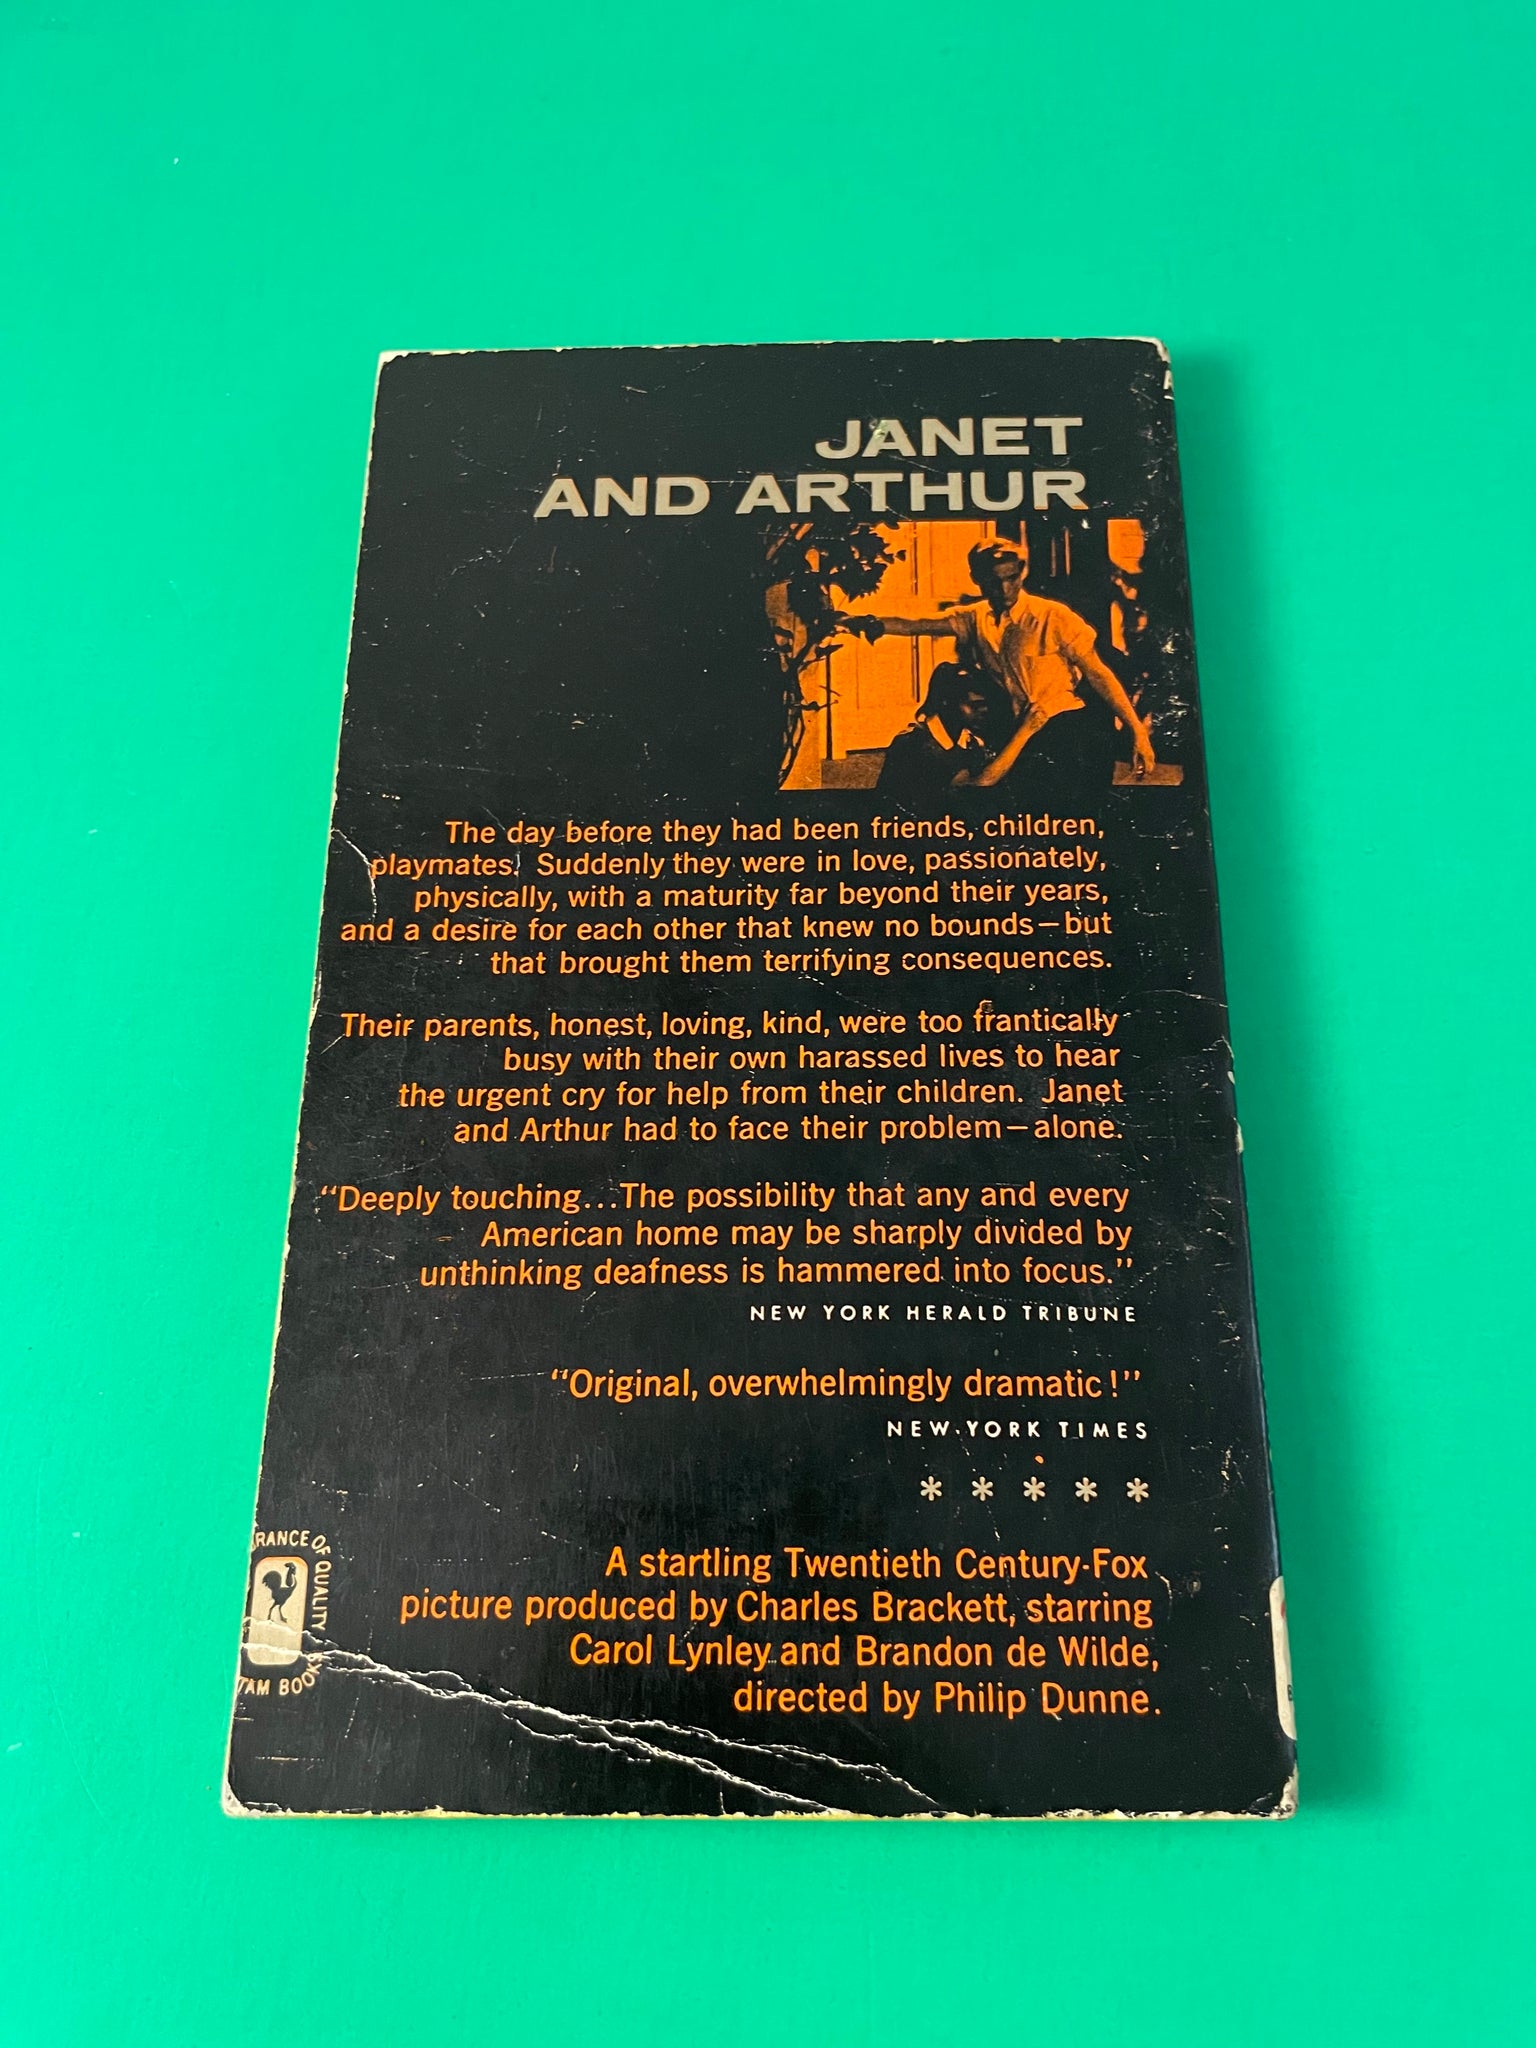 JANET
AND ARTHUR
The day before they had been friends, children,
playmates. Suddenly they were in love, passionately,
physically, with a maturity far beyond their years,
and a desire for each other that knew no bounds—but
that brought them terrifying consequences.
Their parents, honest, loving, kind, were too frantically
busy with their own harassed lives to hear
the urgent cry for help from their children. Janet
and Arthur had to face their problem—alone.
“Deeply touching...The possibility that any and every
American home may be sharply divided by
unthinking deafness is hammered into focus.”
NEW YORK HERALD TRIBUNE
“Original, overwhelmingly dramatic!”
NEW YORK TIMES
* * * * *
A startling Twentieth Century-Fox
picture produced by Charles Brackett, starring
Carol Lynley and Brandon de Wilde,
directed by Philip Dunne.
RANCE OF QUALITY
TAM BOOKS